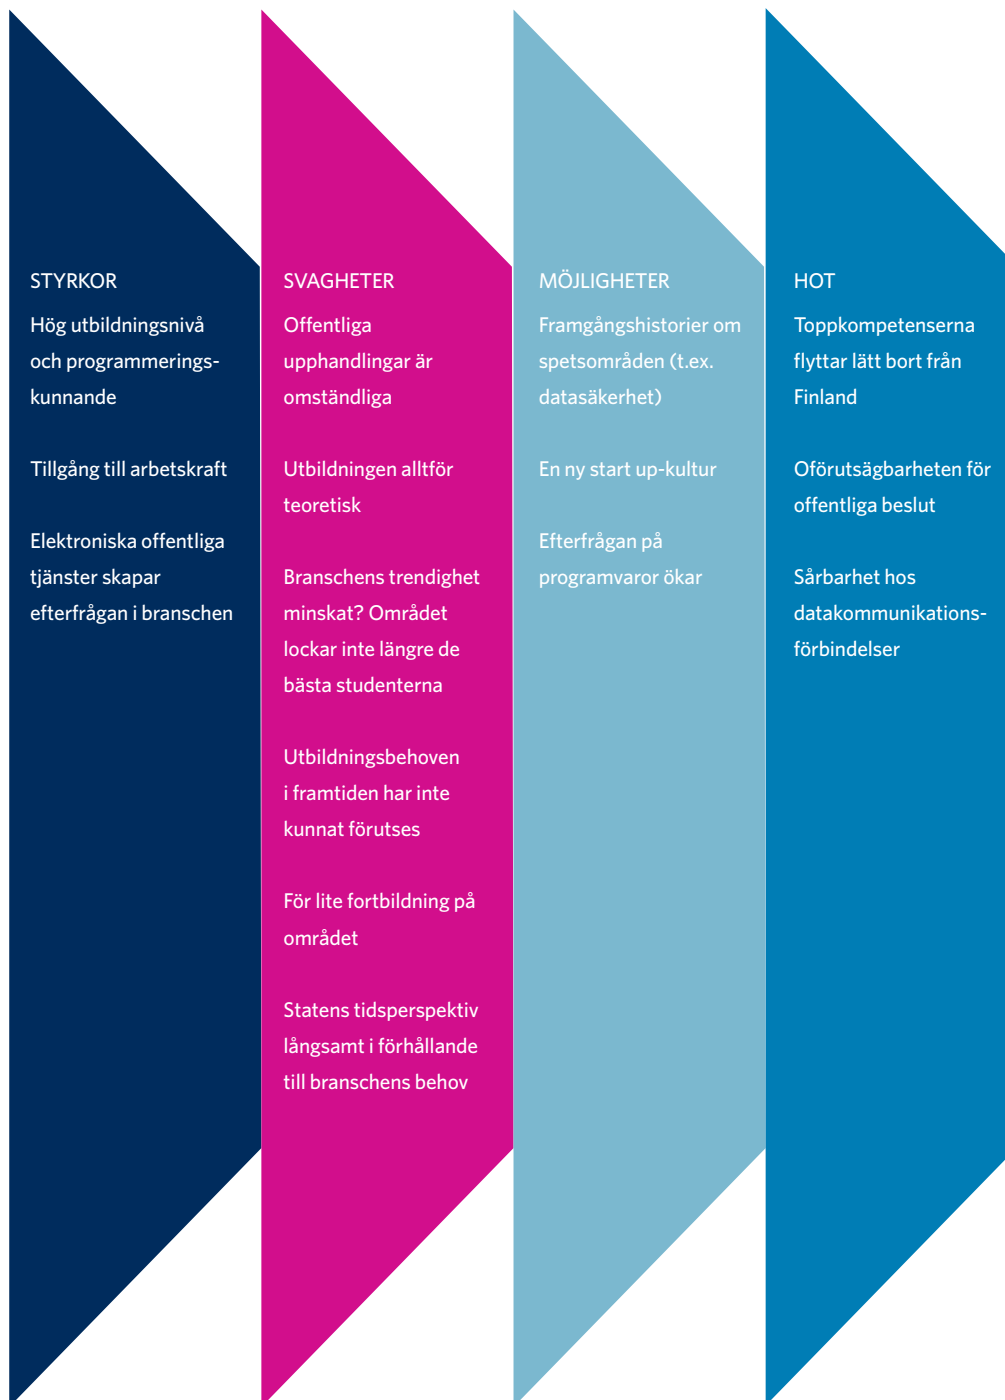 STYRKOR
Hög utbildningsnivå
och programmerings-
kunnande
Tillgång till arbetskraft
Elektroniska offentliga
tjänster skapar
efterfrågan i branschen
SVAGHETER
Offentliga
upphandlingar är
omständliga
Utbildningen alltför
teoretisk
Branschens trendighet
minskat? Området
lockar inte längre de
bästa studenterna
Utbildningsbehoven
i framtiden har inte
kunnat förutses
För lite fortbildning på
området
Statens tidsperspektiv
långsamt i förhållande
till branschens behov
MÖJLIGHETER
Framgångshistorier om
spetsområden (t.ex.
datasäkerhet)
En ny start up-kultur
Efterfrågan på
programvaror ökar
HOT
Toppkompetenserna
flyttar lätt bort från
Finland
Oförutsägbarheten för
offentliga beslut
Sårbarhet hos
datakommunikations-
förbindelser